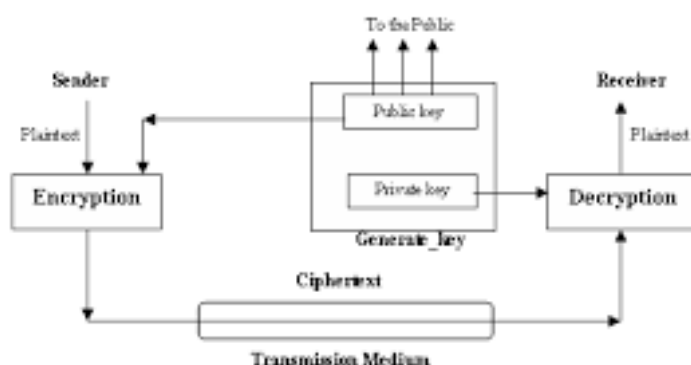 To the Public
Sender
Receiver
Public key
Plaintext
Plaintext
Encryption
Private key
Decryption
Generate_key
Ciphertext
Transmission Medium